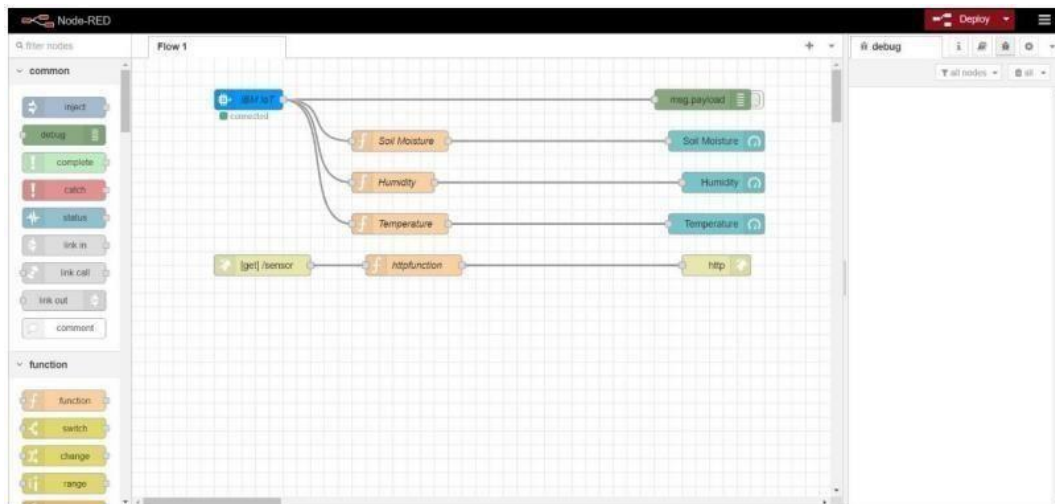 Node-RED
Deploy
filter nodes
Flow 1
debug
i
all nodes
all
common
inject
debug
complete
catch
status
link in
link call
link out
comment
function
function
switch
change
range
IBM IoT
connected
msg.payload
Soil Moisture
Soil Moisture
Humidity
Humidity
Temperature
Temperature
[get] /sensor
httpfunction
http